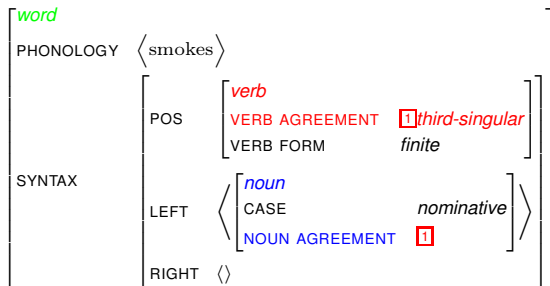 word
PHONOLOGY ⟨smokes⟩
verb
POS VERB AGREEMENT 1 third-singular
VERB FORM finite
SYNTAX
noun
LEFT ⟨ CASE nominative ⟩
NOUN AGREEMENT 1
RIGHT ⟨⟩